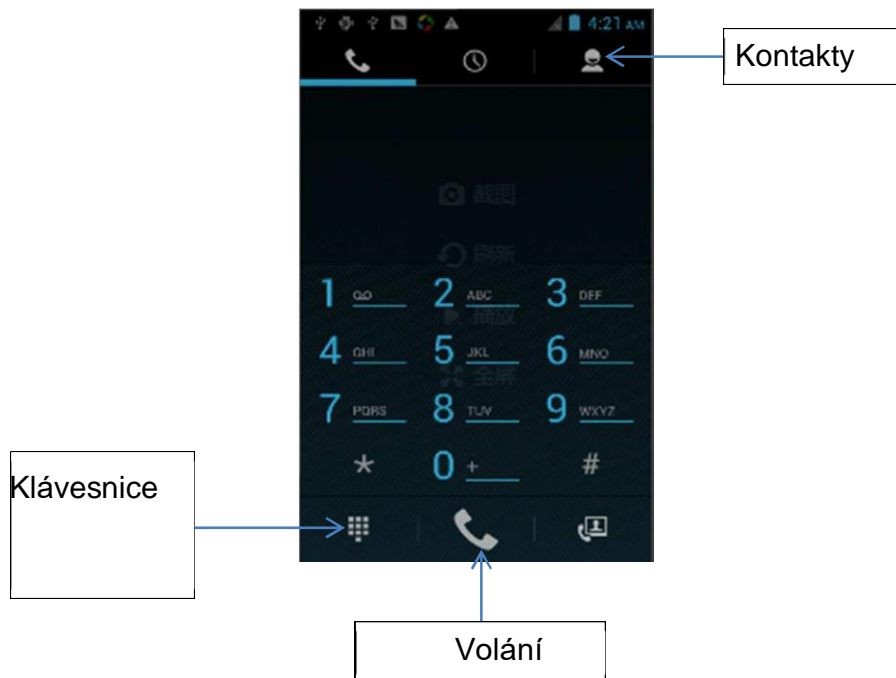 4:21 AM
Kontakty
截图
刷新
1 2 ABC 3 DEF
播放
4 GHI 5 JKL 6 MNO
全屏
7 PQRS 8 TUV 9 WXYZ
* 0 + #
Klávesnice
Volání